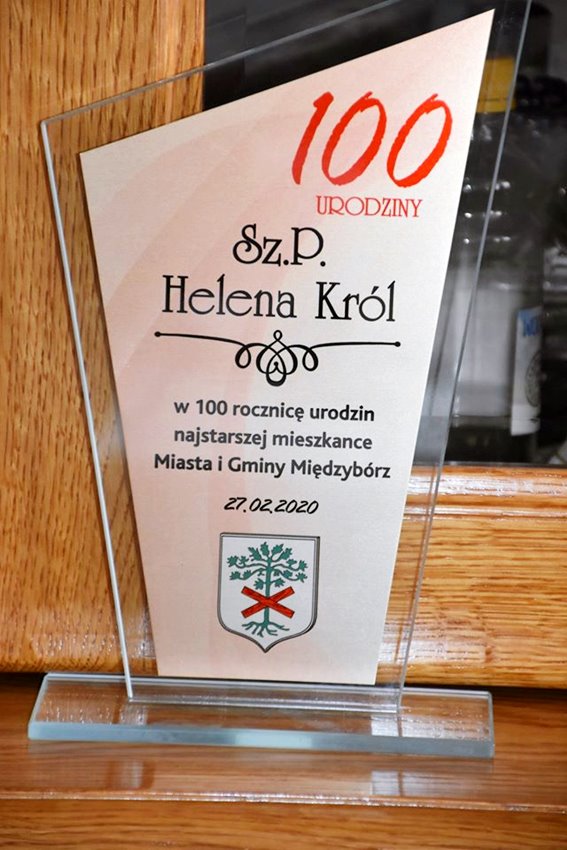 100
URODZINY
Sz.P.
Helena Król
w 100 rocznicę urodzin
najstarszej mieszkance
Miasta i Gminy Międzybórz
27.02.2020